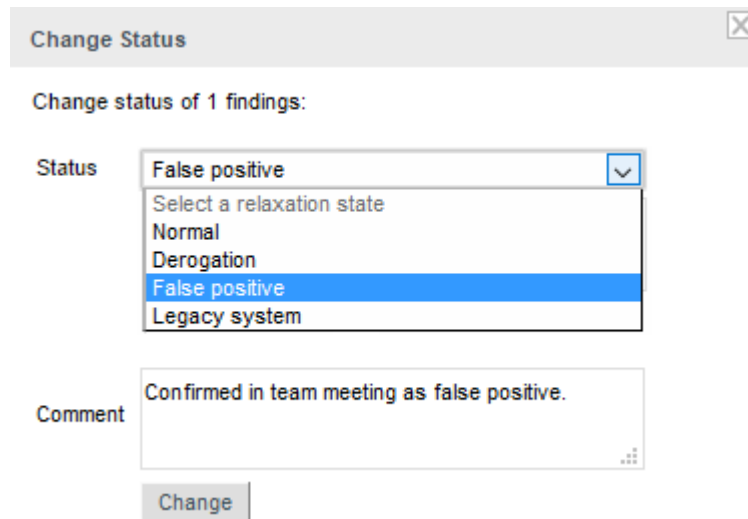 Change Status
Change status of 1 findings:
Status
False positive
Select a relaxation state
Normal
Derogation
False positive
Legacy system
Comment
Confirmed in team meeting as false positive.
Change